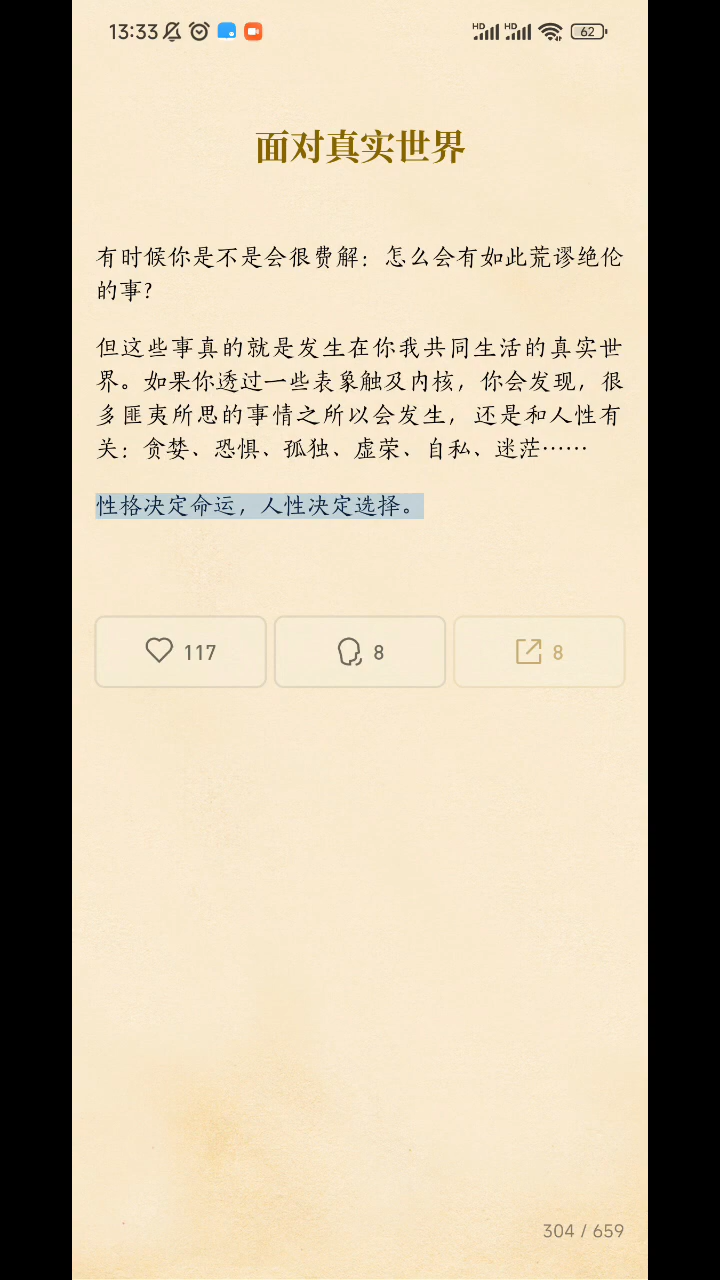 13:33
HD HD 62
面对真实世界
有时候你是不是会很费解：怎么会有如此荒谬绝伦
的事？
但这些事真的就是发生在你我共同生活的真实世
界。如果你透过一些表象触及内核，你会发现，很
多匪夷所思的事情之所以会发生，还是和人性有
关：贪婪、恐惧、孤独、虚荣、自私、迷茫……
性格决定命运，人性决定选择。
117 8 8
304 / 659